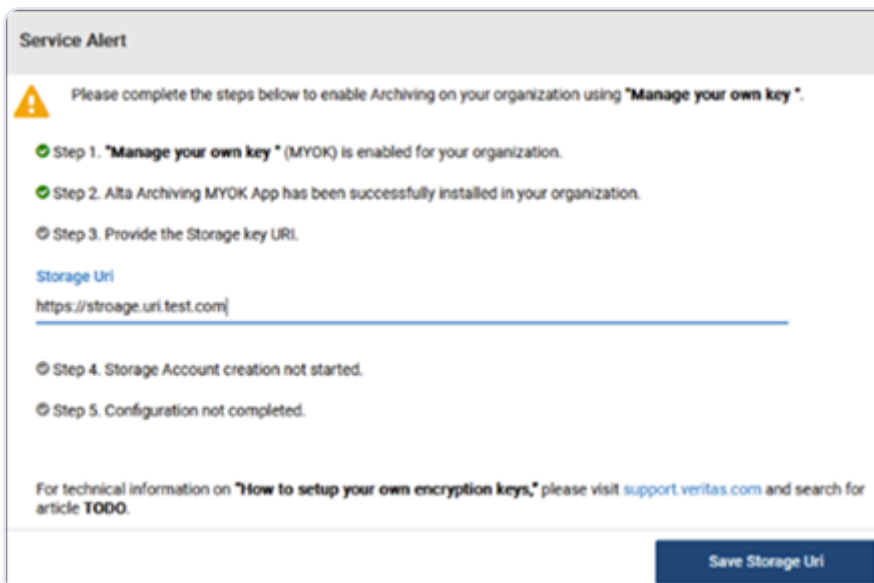 Service Alert
Please complete the steps below to enable Archiving on your organization using "Manage your own key ".
Step 1. "Manage your own key " (MYOK) is enabled for your organization.
Step 2. Alta Archiving MYOK App has been successfully installed in your organization.
Step 3. Provide the Storage key URI.
Storage Uri
https://stroage.uri.test.com
Step 4. Storage Account creation not started.
Step 5. Configuration not completed.
For technical information on "How to setup your own encryption keys," please visit support.veritas.com and search for
article TODO.
Save Storage Uri